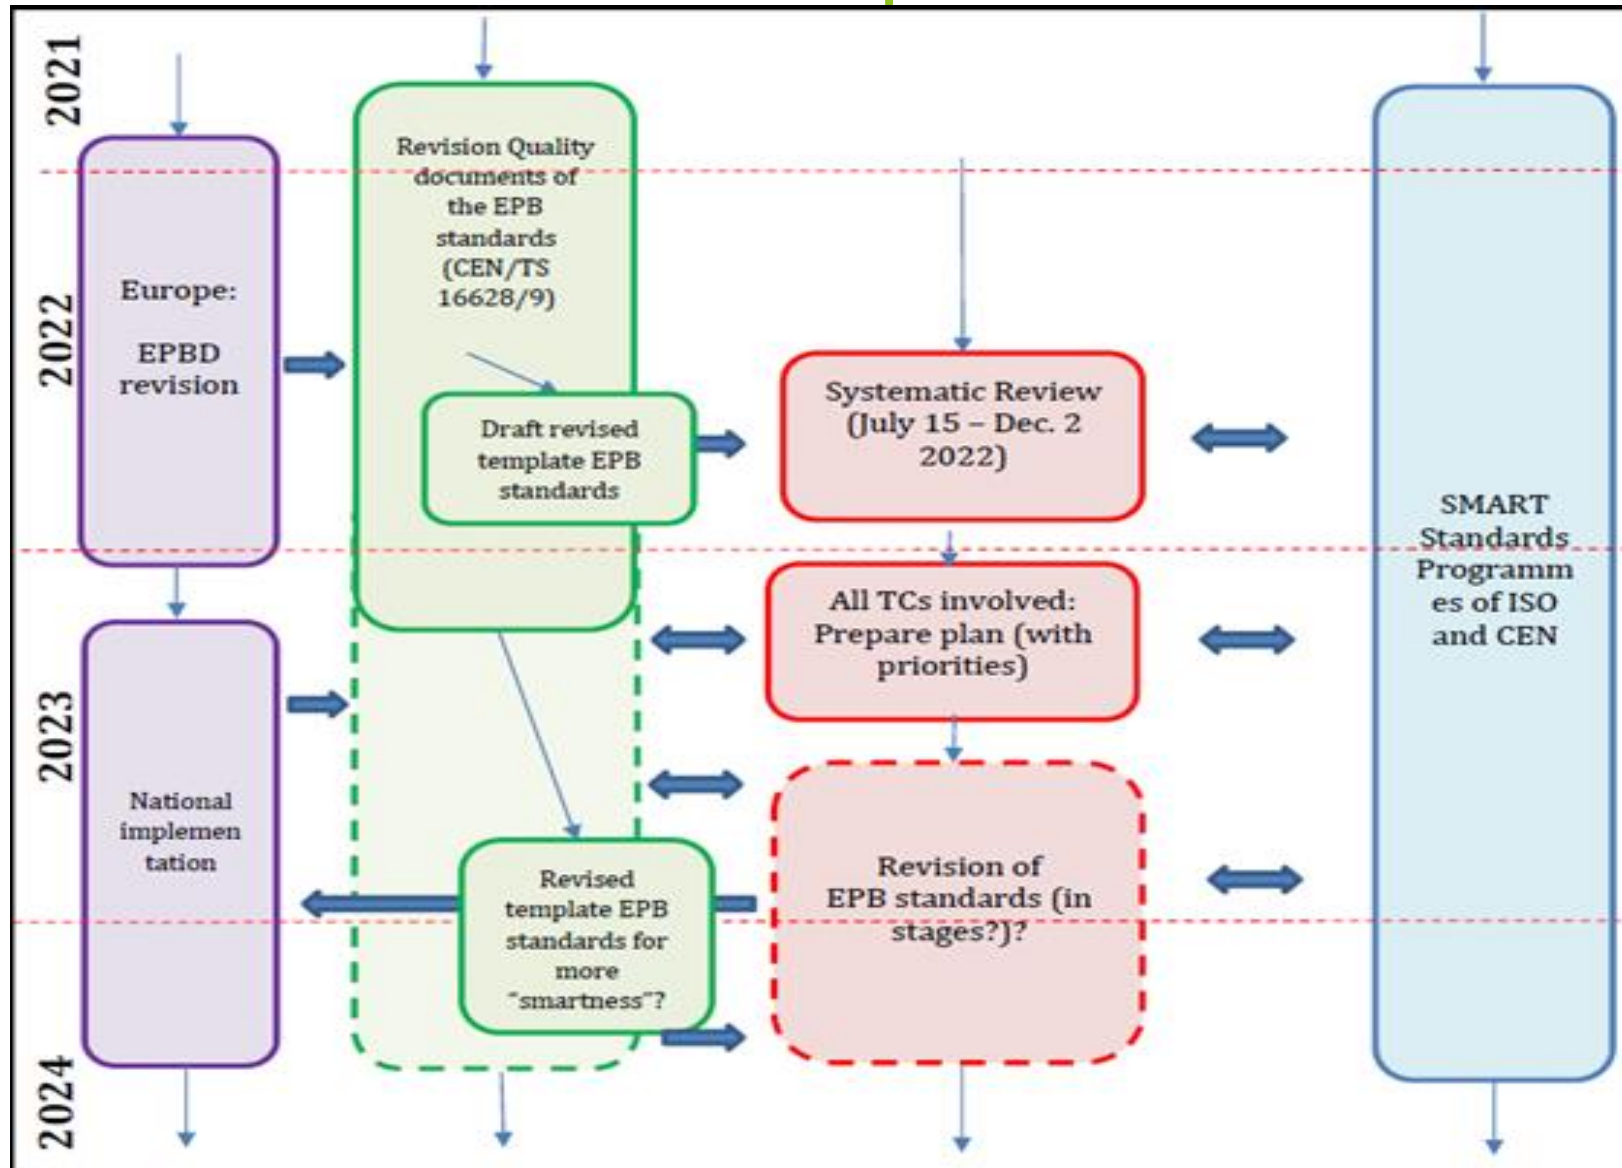 2021
2022
2023
2024
Europe:
EPBD
revision
National
implemen
tation
Revision Quality
documents of
the EPB
standards
(CEN/TS
16628/9)
Draft revised
template EPB
standards
Revised
template EPB
standards for
more
“smartness”?
Systematic Review
(July 15 – Dec. 2
2022)
All TCs involved:
Prepare plan (with
priorities)
Revision of
EPB standards (in
stages?)?
SMART
Standards
Programm
es of ISO
and CEN